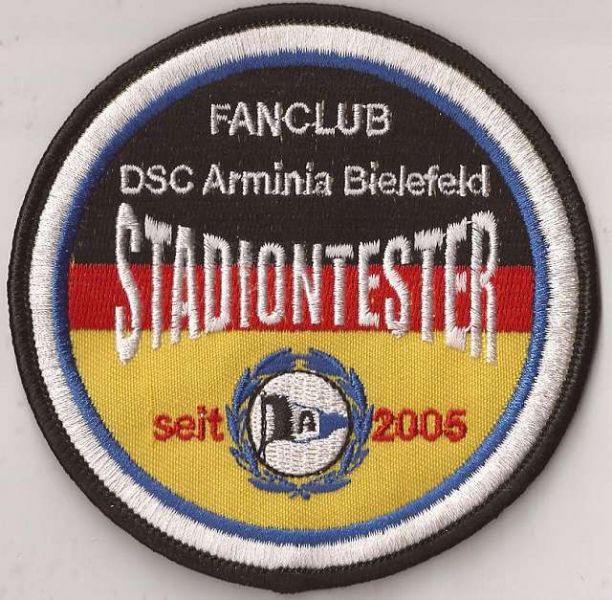 FANCLUB
DSC Arminia Bielefeld
STADIONTESTER
seit 2005
A